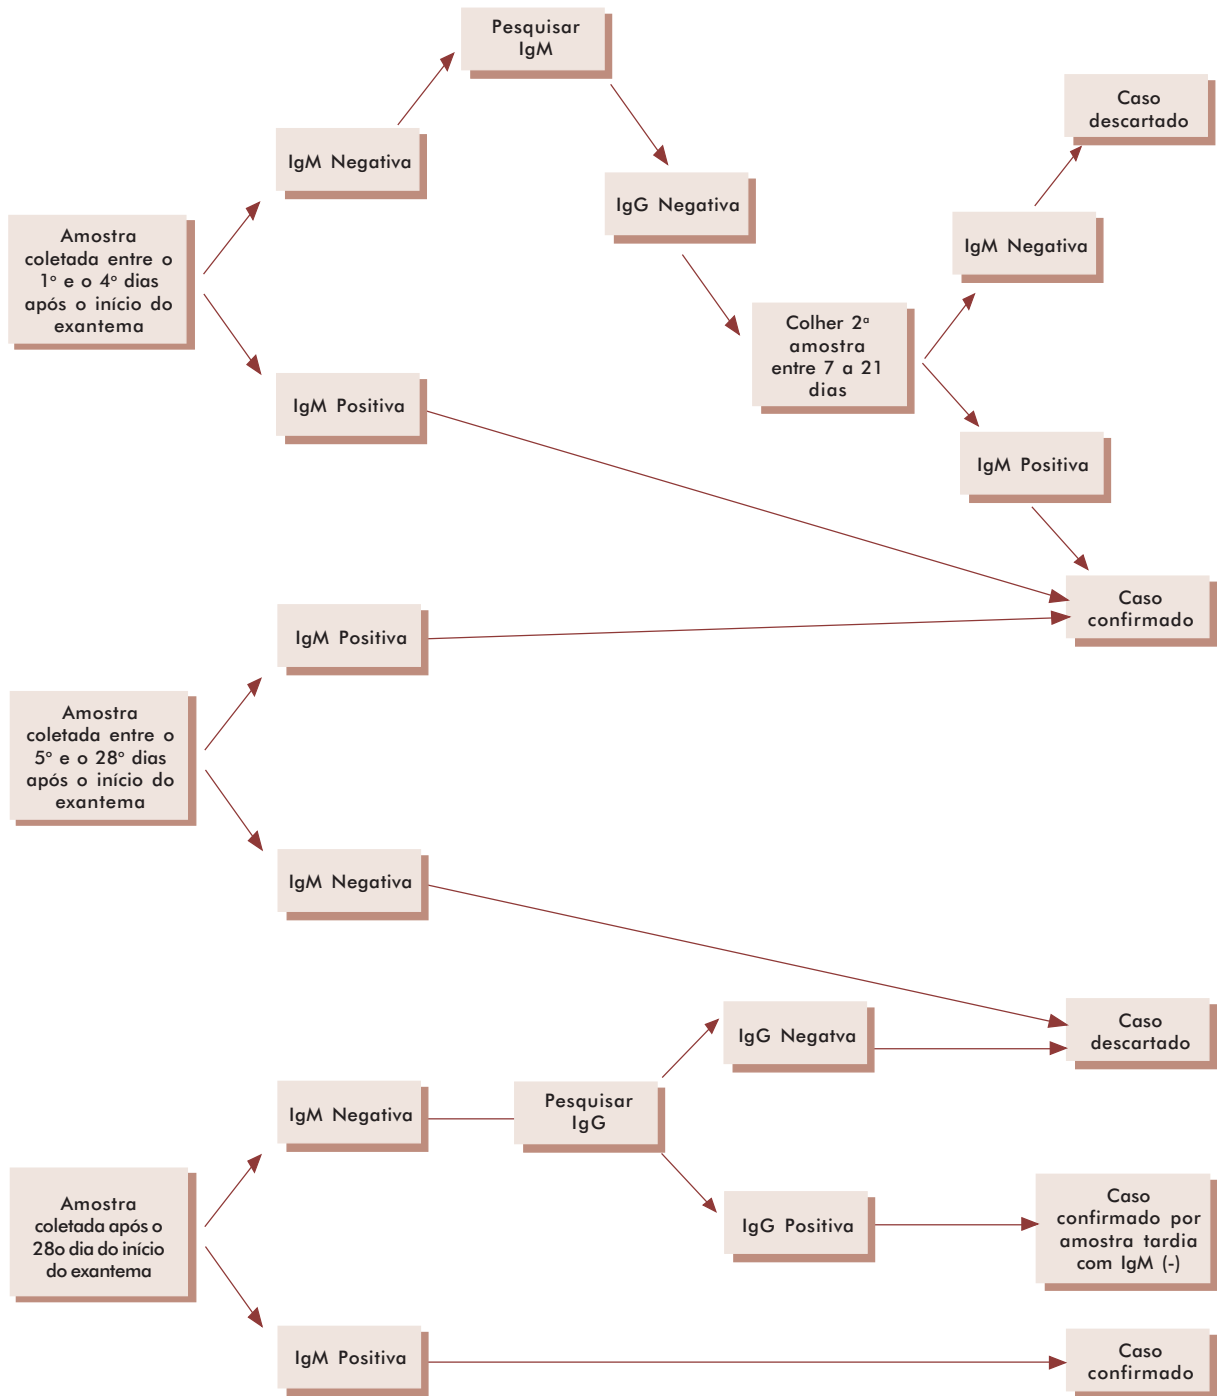 Pesquisar
IgM
Caso
descartado
IgM Negativa
IgG Negativa
IgM Negativa
Amostra
coletada entre o
1º e o 4º dias
após o início do
exantema
Colher 2ª
amostra
entre 7 a 21
dias
IgM Positiva
IgM Positiva
Caso
confirmado
IgM Positiva
Amostra
coletada entre o
5º e o 28º dias
após o início do
exantema
IgM Negativa
Caso
descartado
IgG Negatva
IgM Negativa
Pesquisar
IgG
Amostra
coletada após o
28o dia do início
do exantema
IgG Positiva
Caso
confirmado por
amostra tardia
com IgM (-)
IgM Positiva
Caso
confirmado